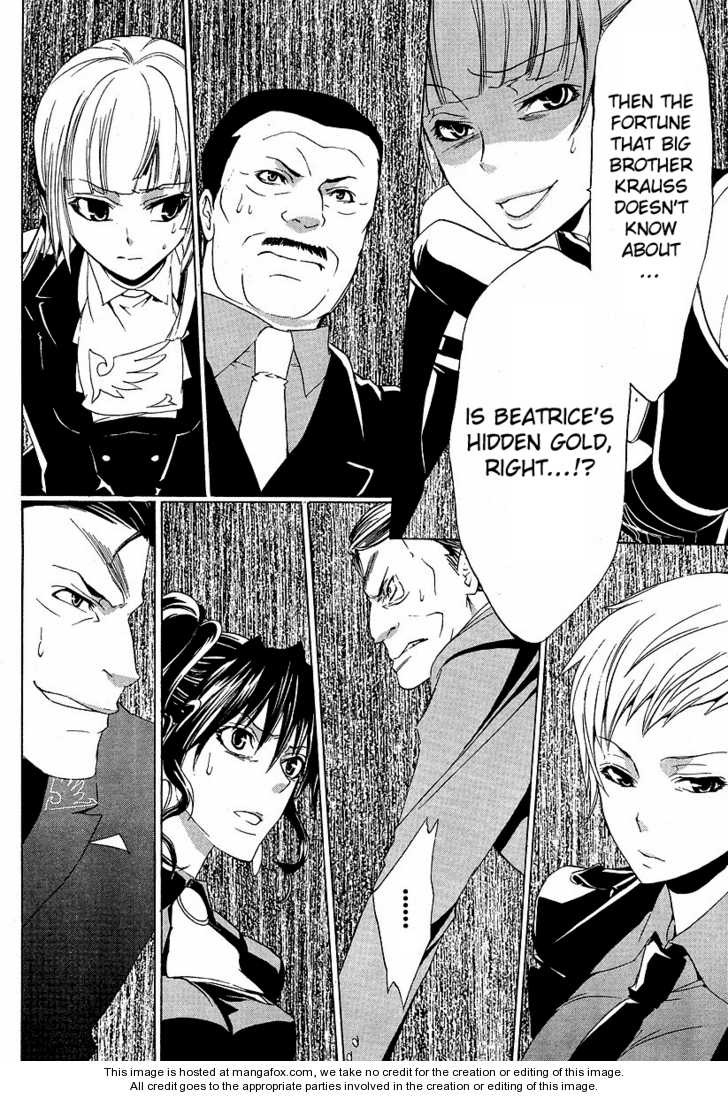 THEN THE
FORTUNE
THAT BIG
BROTHER
KRAUSS
DOESN'T
KNOW
ABOUT
...
IS BEATRICE'S
HIDDEN GOLD,
RIGHT...!?
......
This image is hosted at mangafox.com, we take no credit for the creation or editing of this image.
All credit goes to the appropriate parties involved in the creation or editing of this image.